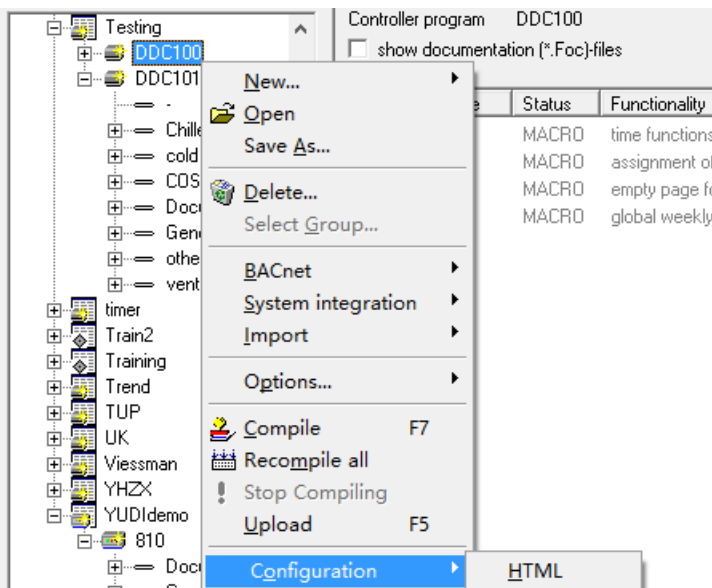 Testing
DDC100
DDC101
-
Chille
cold
COS
Docu
Gene
othe
vent
timer
Train2
Training
Trend
TUP
UK
Viessman
YHZX
YUDIdemo
810
Docu
Controller program DDC100
show documentation (*.Foc)-files
Status Functionality
MACRO time functions
MACRO assignment of
MACRO empty page fo
MACRO global weekly
New...
Open
Save As...
Delete...
Select Group...
BACnet
System integration
Import
Options...
Compile F7
Recompile all
Stop Compiling
Upload F5
Configuration
HTML